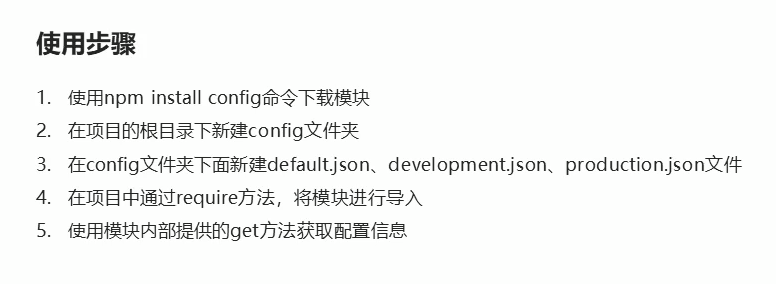 使用步骤
1. 使用npm install config命令下载模块
2. 在项目的根目录下新建config文件夹
3. 在config文件夹下面新建default.json、development.json、production.json文件
4. 在项目中通过require方法，将模块进行导入
5. 使用模块内部提供的get方法获取配置信息